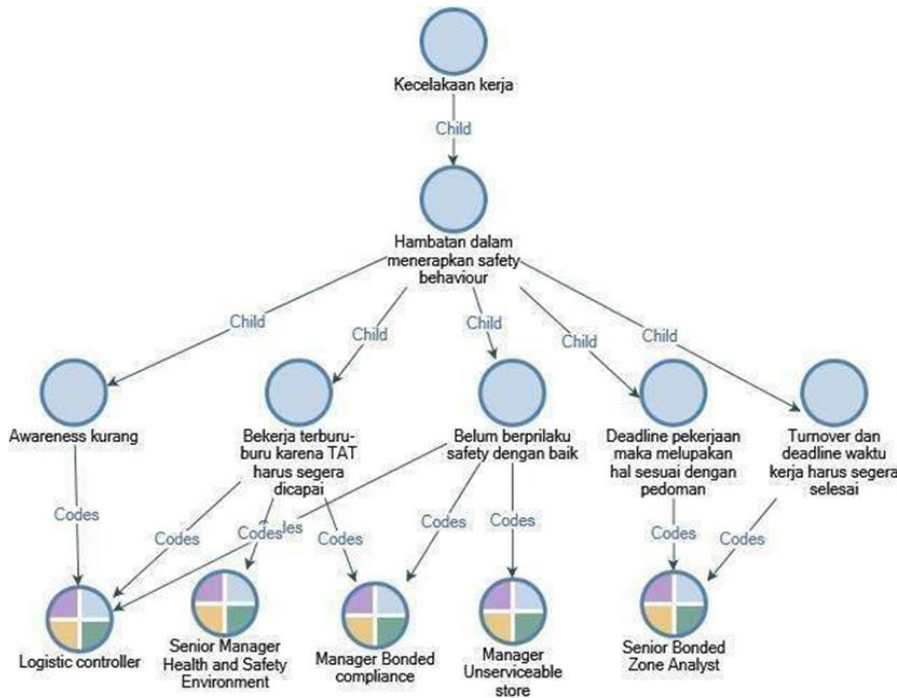 Kecelakaan kerja
Child
Hambatan dalam
menerapkan safety
behaviour
Child
Child
Child
Child
Child
Awareness kurang
Bekerja terburu-
buru karena TAT
harus segera
dicapai
Belum berprilaku
safety dengan baik
Deadline pekerjaan
maka melupakan
hal sesuai dengan
pedoman
Turnover dan
deadline waktu
kerja harus segera
selesai
Codes
Codes
Codes
Codes
Codes
Codes
Codes
Codes
Codes
Logistic controller
Senior Manager
Health and Safety
Environment
Manager Bonded
compliance
Manager
Unserviceable
store
Senior Bonded
Zone Analyst